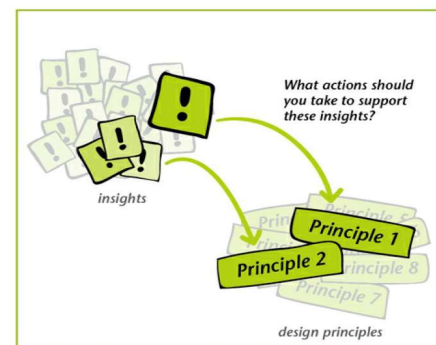 What actions should
you take to support
these insights?
!
!
!
!
insights
Principle 1
Principle 2
Principle 8
Principle 7
design principles